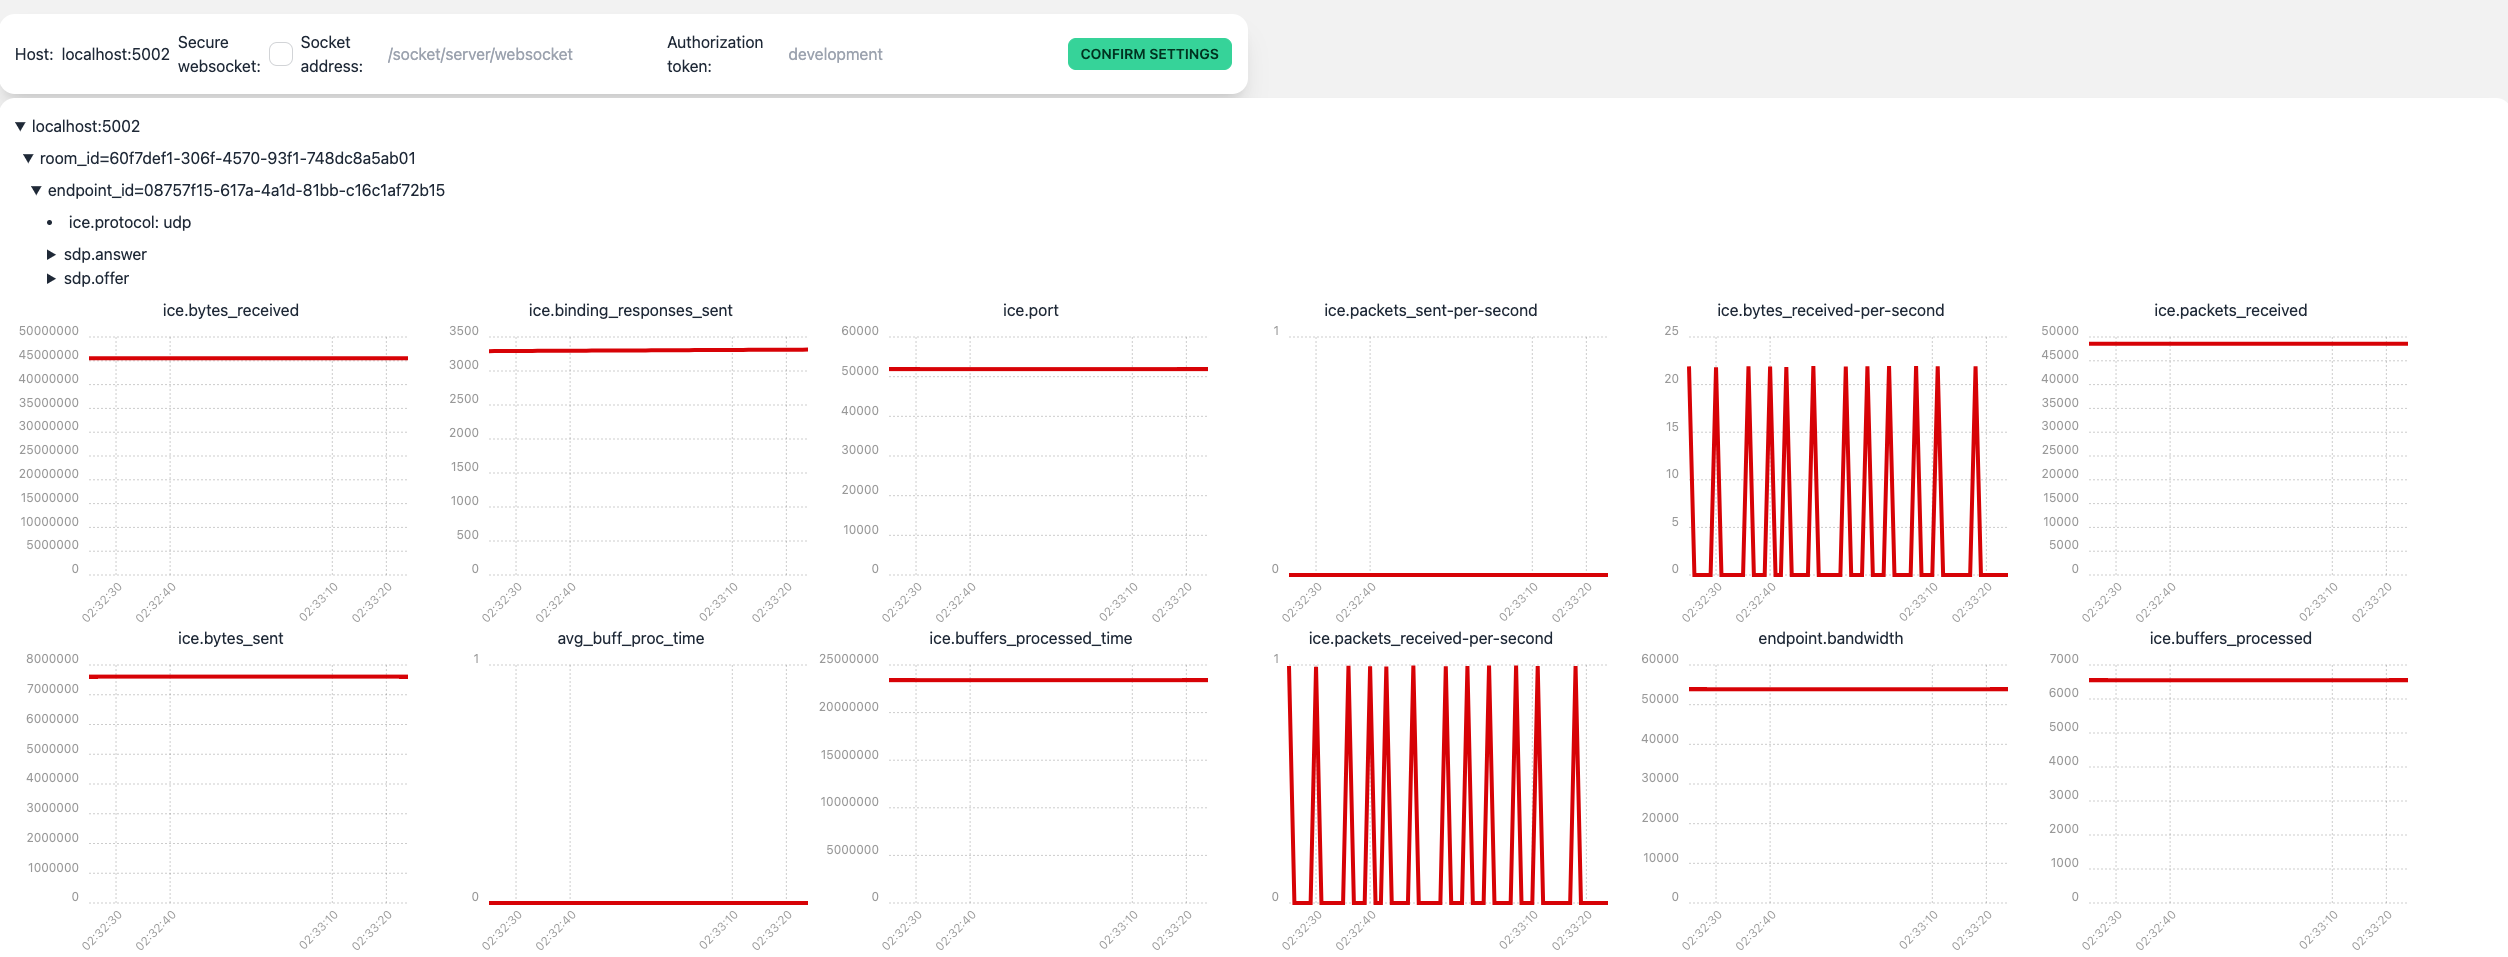 Host: localhost:5002 Secure websocket: Socket address: /socket/server/websocket Authorization token: development CONFIRM SETTINGS
▼ localhost:5002
▼ room_id=60f7def1-306f-4570-93f1-748dc8a5ab01
▼ endpoint_id=08757f15-617a-4a1d-81bb-c16c1af72b15
• ice.protocol: udp
▶ sdp.answer
▶ sdp.offer
ice.bytes_received
50000000
45000000
40000000
35000000
30000000
25000000
20000000
15000000
10000000
5000000
0
02:32:30 02:32:40 02:33:10 02:33:20
ice.binding_responses_sent
3500
3000
2500
2000
1500
1000
500
0
02:32:30 02:32:40 02:33:10 02:33:20
ice.port
60000
50000
40000
30000
20000
10000
0
02:32:30 02:32:40 02:33:10 02:33:20
ice.packets_sent-per-second
1
0
02:32:30 02:32:40 02:33:10 02:33:20
ice.bytes_received-per-second
25
20
15
10
5
0
02:32:30 02:32:40 02:33:10 02:33:20
ice.packets_received
50000
45000
40000
35000
30000
25000
20000
15000
10000
5000
0
02:32:30 02:32:40 02:33:10 02:33:20
ice.bytes_sent
8000000
7000000
6000000
5000000
4000000
3000000
2000000
1000000
0
02:32:30 02:32:40 02:33:10 02:33:20
avg_buff_proc_time
1
0
02:32:30 02:32:40 02:33:10 02:33:20
ice.buffers_processed_time
25000000
20000000
15000000
10000000
5000000
0
02:32:30 02:32:40 02:33:10 02:33:20
ice.packets_received-per-second
1
0
02:32:30 02:32:40 02:33:10 02:33:20
endpoint.bandwidth
60000
50000
40000
30000
20000
10000
0
02:32:30 02:32:40 02:33:10 02:33:20
ice.buffers_processed
7000
6000
5000
4000
3000
2000
1000
0
02:32:30 02:32:40 02:33:10 02:33:20